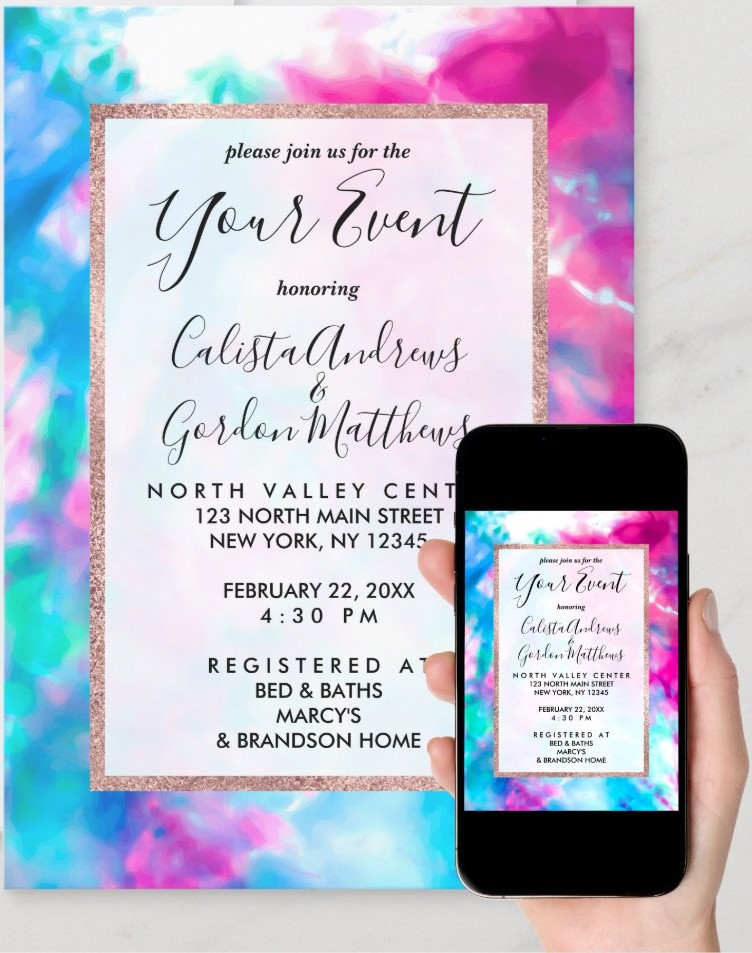 please join us for the
Your Event
honoring
Calista Andrews
&
Gordon Matthews
NORTH VALLEY CENT
123 NORTH MAIN STREET
NEW YORK, NY 12345
FEBRUARY 22, 20XX
4:30 PM
REGISTERED AT
BED & BATHS
MARCY'S
& BRANDSON HOME
please join us for the
Your Event
honoring
Calista Andrews
&
Gordon Matthews
NORTH VALLEY CENTER
123 NORTH MAIN STREET
NEW YORK, NY 12345
FEBRUARY 22, 20XX
4:30 PM
REGISTERED AT
BED & BATHS
MARCY'S
& BRANDSON HOME